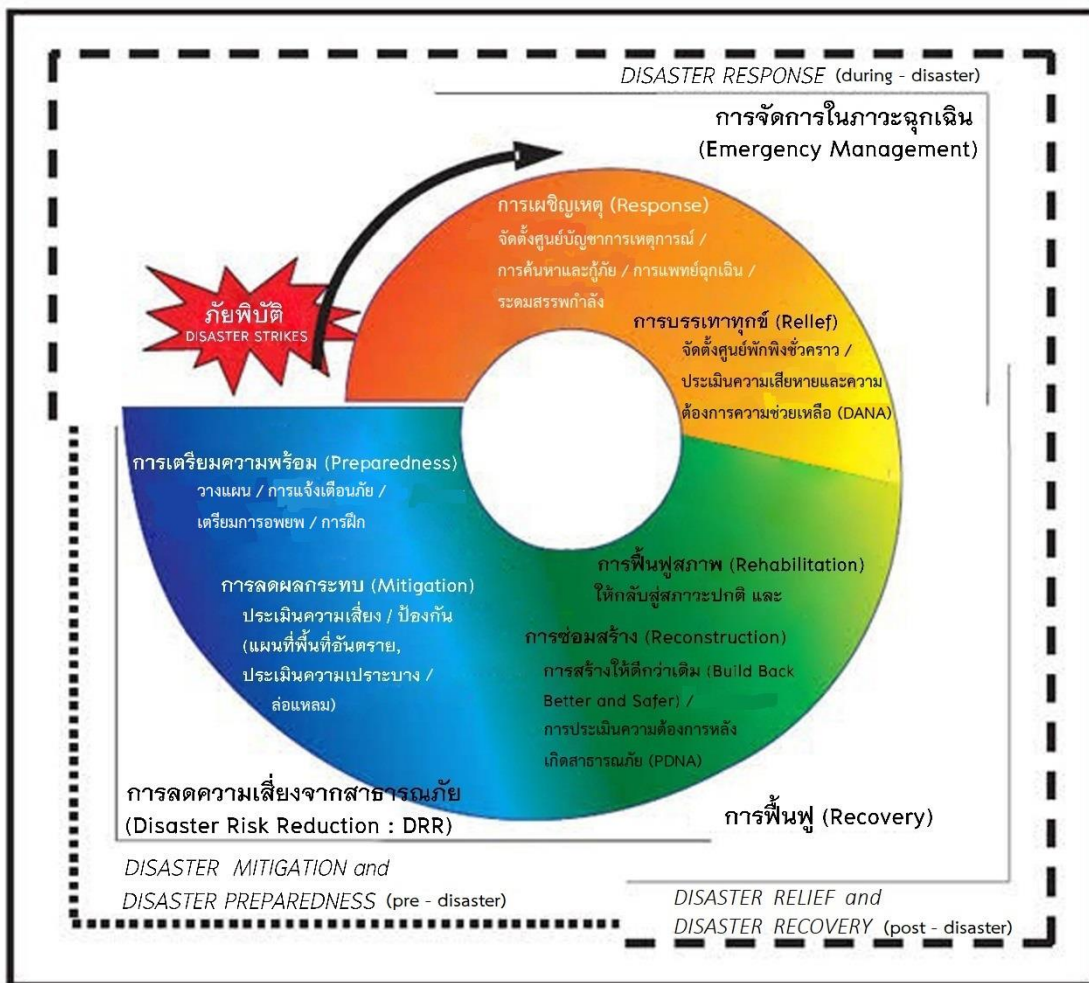 DISASTER RESPONSE (during - disaster)
การจัดการในภาวะฉุกเฉิน
(Emergency Management)
การเผชิญเหตุ (Response)
จัดตั้งศูนย์บัญชาการเหตุการณ์ /
การค้นหาและกู้ภัย / การแพทย์ฉุกเฉิน /
ระดมสรรพกำลัง
ภัยพิบัติ
DISASTER STRIKES
การบรรเทาทุกข์ (Rellef)
จัดตั้งศูนย์พักพิงชั่วคราว /
ประเมินความเสียหายและความ
ต้องการความช่วยเหลือ (DANA)
การเตรียมความพร้อม (Preparedness)
วางแผน / การแจ้งเตือนภัย /
เตรียมการอพยพ / การฝึก
การลดผลกระทบ (Mitigation)
ประเมินความเสี่ยง / ป้องกัน
(แผนที่พื้นที่อันตราย,
ประเมินความเปราะบาง /
ล่อแหลม)
การฟื้นฟูสภาพ (Rehabilitation)
ให้กลับสู่สภาวะปกติ และ
การซ่อมสร้าง (Reconstruction)
การสร้างให้ดีกว่าเดิม (Build Back
Better and Safer) /
การประเมินความต้องการหลัง
เกิดสาธารณภัย (PDNA)
การลดความเสี่ยงจากสาธารณภัย
(Disaster Risk Reduction : DRR)
การฟื้นฟู (Recovery)
DISASTER MITIGATION and
DISASTER PREPAREDNESS (pre - disaster)
DISASTER RELIEF and
DISASTER RECOVERY (post - disaster)